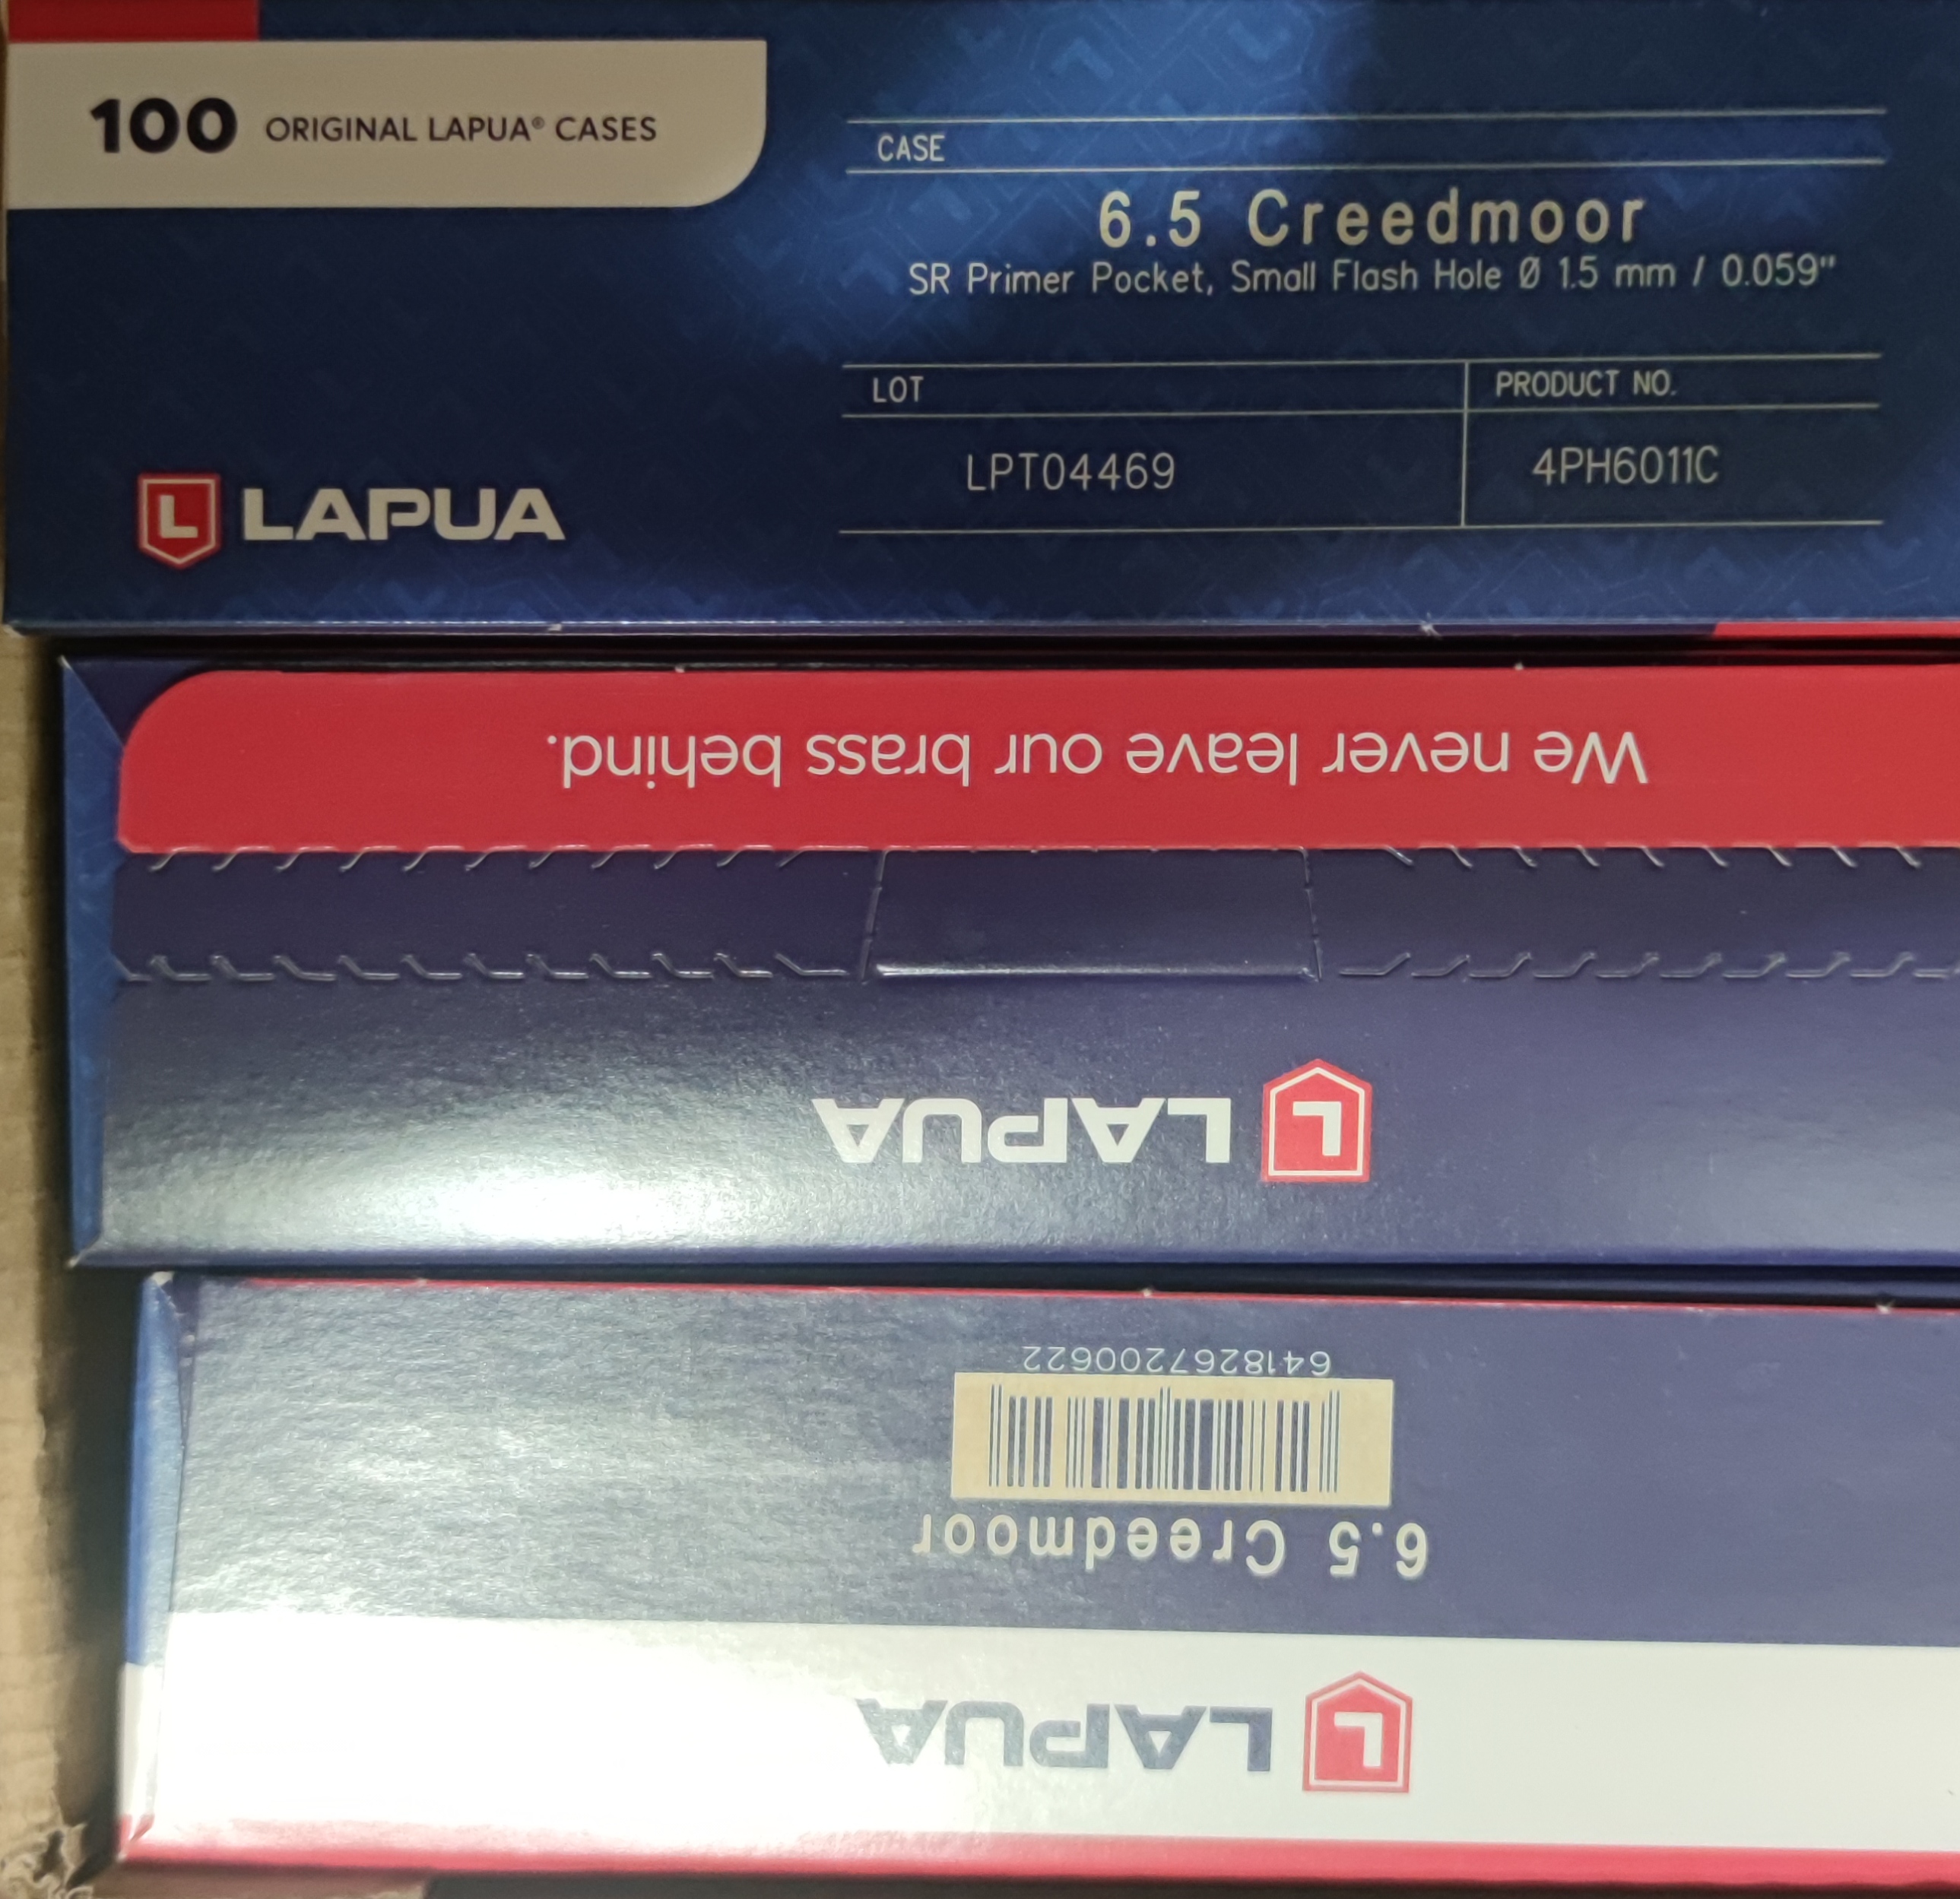 100 ORIGINAL LAPUA® CASES
CASE
6.5 Creedmoor
SR Primer Pocket, Small Flash Hole Ø 1.5 mm / 0.059"
LOT
PRODUCT NO.
LPT04469
4PH6011C
L LAPUA
We never leave our brass behind.
L LAPUA
6418267200622
6.5 Creedmoor
L LAPUA